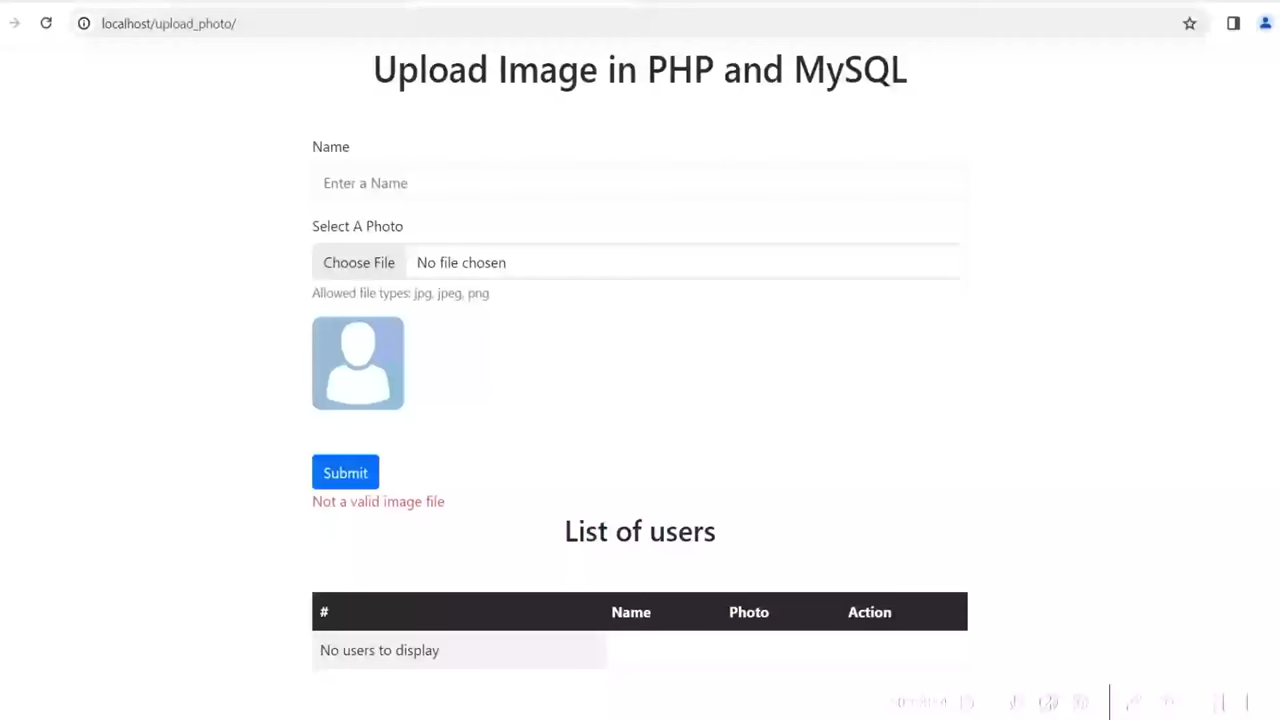 localhost/upload_photo/
Upload Image in PHP and MySQL
Name
Enter a Name
Select A Photo
Choose File No file chosen
Allowed file types: jpg, jpeg, png
Submit
Not a valid image file
List of users
# Name Photo Action
No users to display